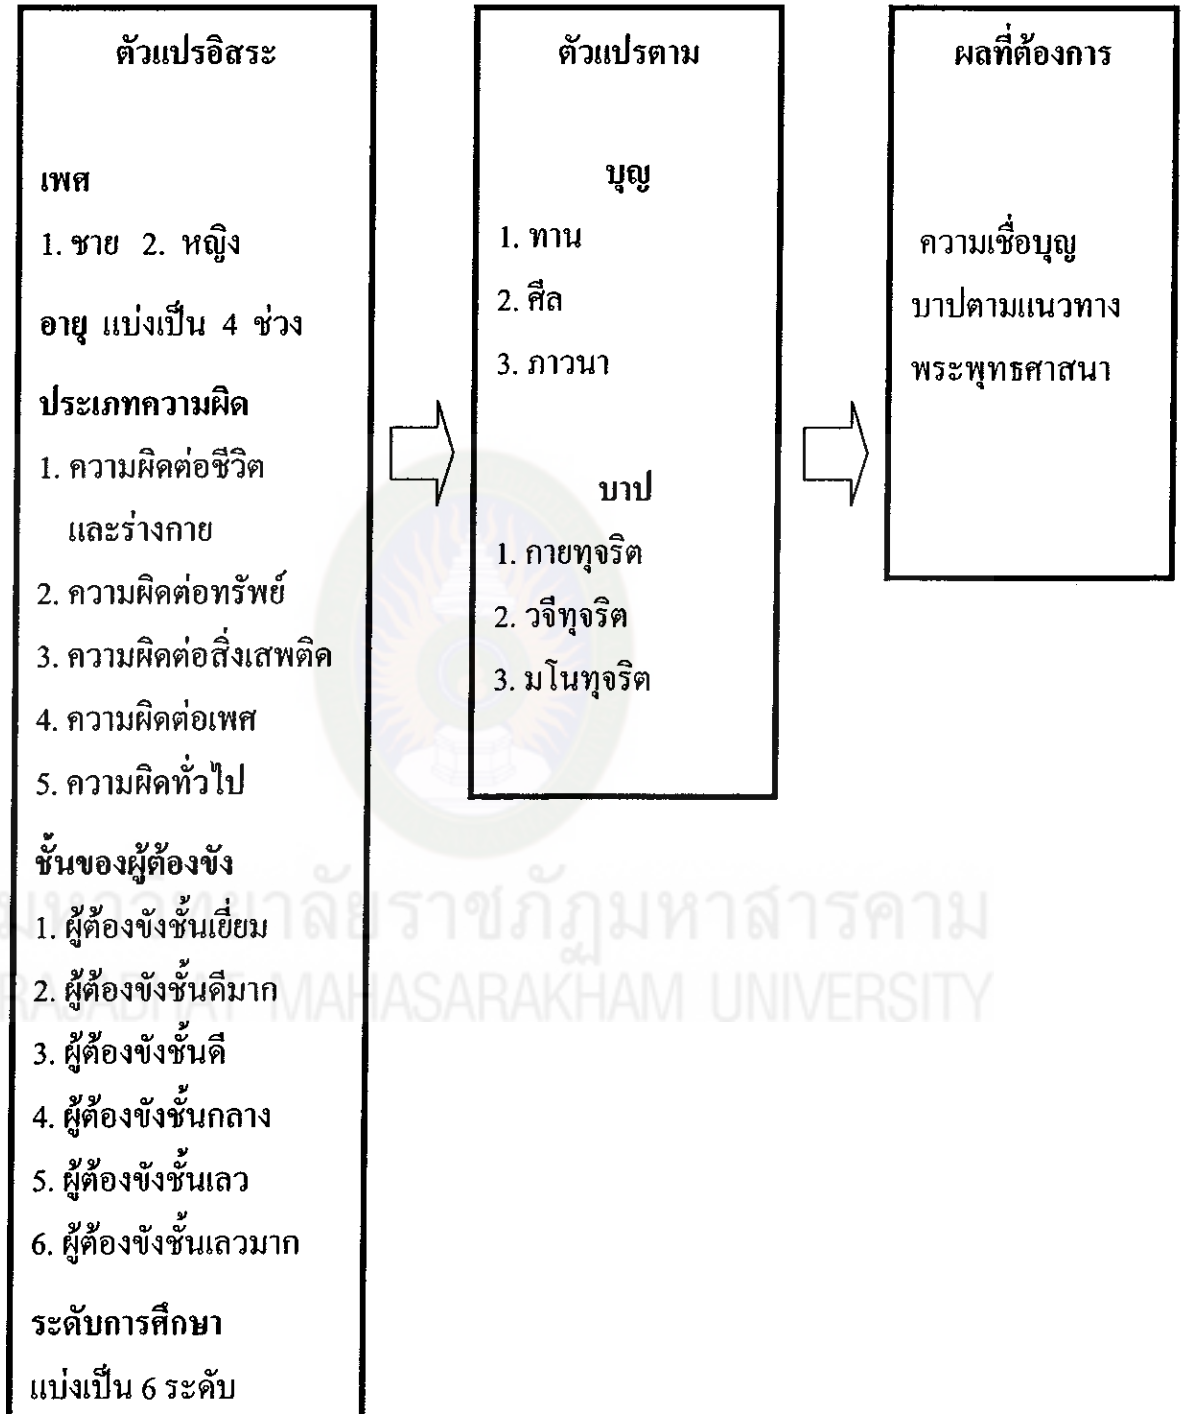 ตัวแปรอิสระ
เพศ
1. ชาย 2. หญิง
อายุ แบ่งเป็น 4 ช่วง
ประเภทความผิด
1. ความผิดต่อชีวิต
และร่างกาย
2. ความผิดต่อทรัพย์
3. ความผิดต่อสิ่งเสพติด
4. ความผิดต่อเพศ
5. ความผิดทั่วไป
ชั้นของผู้ต้องขัง
1. ผู้ต้องขังชั้นเยี่ยม
2. ผู้ต้องขังชั้นดีมาก
3. ผู้ต้องขังชั้นดี
4. ผู้ต้องขังชั้นกลาง
5. ผู้ต้องขังชั้นเลว
6. ผู้ต้องขังชั้นเลวมาก
ระดับการศึกษา
แบ่งเป็น 6 ระดับ
ตัวแปรตาม
บุญ
1. ทาน
2. ศีล
3. ภาวนา
บาป
1. กายทุจริต
2. วจีทุจริต
3. มโนทุจริต
ผลที่ต้องการ
ความเชื่อบุญ
บาปตามแนวทาง
พระพุทธศาสนา
มหาวิทยาลัยราชภัฏมหาสารคาม
RAJABHAT MAHASARAKHAM UNIVERSITY